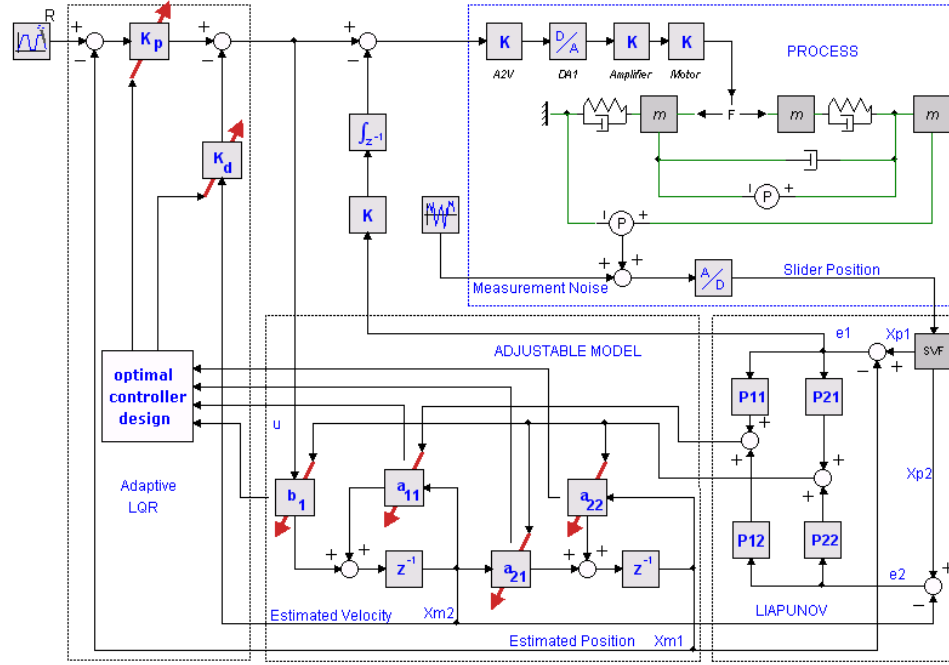 R
+
−
K p
+
−
+
−
K
D/A
K
K
PROCESS
A2V
DA1
Amplifier
Motor
F
m
m
m
∫z⁻¹
K d
P
K
P
+
+
+
+
A/D
Slider Position
Measurement Noise
ADJUSTABLE MODEL
e1
Xp1
SVF
−
+
optimal
controller
design
P11
P21
u
+
+
+
+
Xp2
Adaptive
LQR
b1
a11
a22
P12
P22
+
+
z⁻¹
a21
+
+
z⁻¹
e2
+
−
Estimated Velocity
Xm2
LIAPUNOV
Estimated Position
Xm1